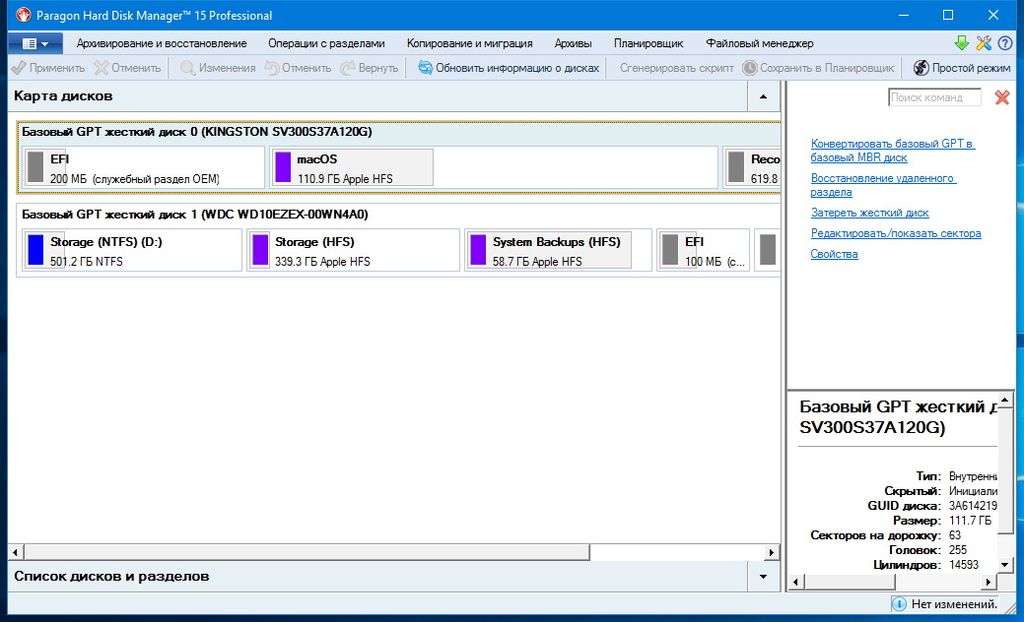 Paragon Hard Disk Manager™ 15 Professional
Архивирование и восстановление Операции с разделами Копирование и миграция Архивы Планировщик Файловый менеджер
Применить Отменить Изменения Отменить Вернуть Обновить информацию о дисках Сгенерировать скрипт Сохранить в Планировщик Простой режим
Карта дисков
Базовый GPT жесткий диск 0 (KINGSTON SV300S37A120G)
EFI
200 МБ (служебный раздел OEM)
macOS
110.9 ГБ Apple HFS
Reco
619.8
Базовый GPT жесткий диск 1 (WDC WD10EZEX-00WN4A0)
Storage (NTFS) (D:)
501.2 ГБ NTFS
Storage (HFS)
339.3 ГБ Apple HFS
System Backups (HFS)
58.7 ГБ Apple HFS
EFI
100 МБ (с...
Список дисков и разделов
Поиск команд
Конвертировать базовый GPT в
базовый MBR диск
Восстановление удаленного
раздела
Затереть жесткий диск
Редактировать/показать сектора
Свойства
Базовый GPT жесткий д
SV300S37A120G)
Тип: Внутренн
Скрытый: Инициали
GUID диска: 3A614219
Размер: 111.7 ГБ
Секторов на дорожку: 63
Головок: 255
Цилиндров: 14593
Нет изменений.